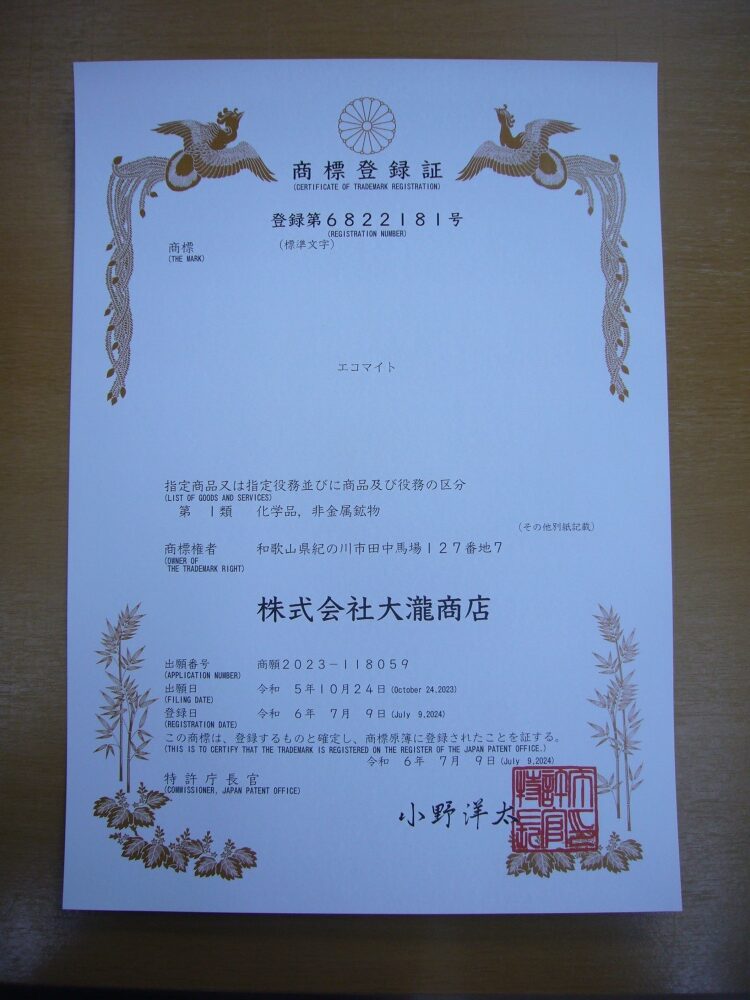 商標登録証
(CERTIFICATE OF TRADEMARK REGISTRATION)
登録第6822181号
(REGISTRATION NUMBER)
商標 (標準文字)
(THE MARK)
エコマイト
指定商品又は指定役務並びに商品及び役務の区分
(LIST OF GOODS AND SERVICES)
第 1類 化学品，非金属鉱物
(その他別紙記載)
商標権者 和歌山県紀の川市田中馬場127番地7
(OWNER OF
THE TRADEMARK RIGHT)
株式会社大瀧商店
出願番号 商願2023-118059
(APPLICATION NUMBER)
出願日 令和 5年10月24日(October 24,2023)
(FILING DATE)
登録日 令和 6年 7月 9日(July 9,2024)
(REGISTRATION DATE)
この商標は、登録するものと確定し、商標原簿に登録されたことを証する。
(THIS IS TO CERTIFY THAT THE TRADEMARK IS REGISTERED ON THE REGISTER OF THE JAPAN PATENT OFFICE.)
令和 6年 7月 9日(July 9,2024)
特許庁長官
(COMMISSIONER, JAPAN PATENT OFFICE)
小野洋太
特許庁長官之印